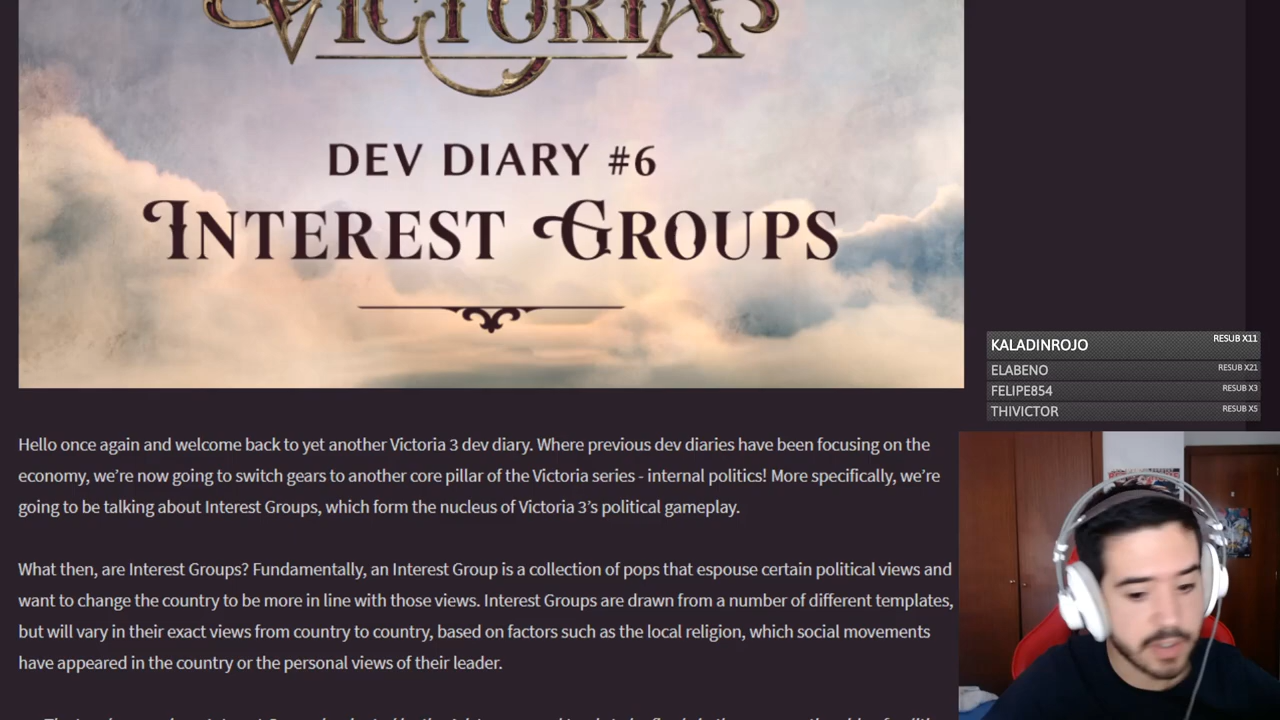 VICTORIA
DEV DIARY #6
INTEREST GROUPS
KALADINROJO RESUB X11
ELABENO RESUB X21
FELIPE854 RESUB X3
THIVICTOR RESUB X5
Hello once again and welcome back to yet another Victoria 3 dev diary. Where previous dev diaries have been focusing on the
economy, we’re now going to switch gears to another core pillar of the Victoria series - internal politics! More specifically, we’re
going to be talking about Interest Groups, which form the nucleus of Victoria 3’s political gameplay.
What then, are Interest Groups? Fundamentally, an Interest Group is a collection of pops that espouse certain political views and
want to change the country to be more in line with those views. Interest Groups are drawn from a number of different templates,
but will vary in their exact views from country to country, based on factors such as the local religion, which social movements
have appeared in the country or the personal views of their leader.